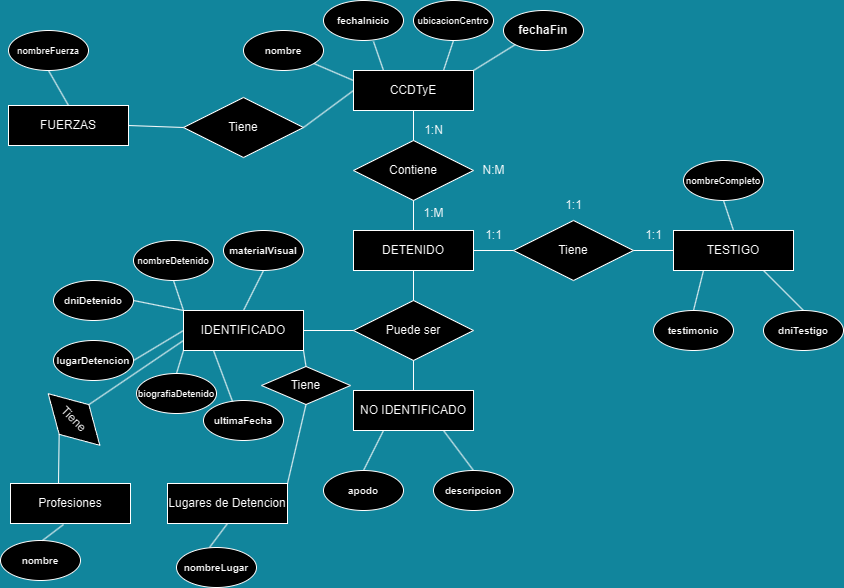 fechaInicio
ubicacionCentro
fechaFin
nombreFuerza
nombre
CCDTyE
FUERZAS
Tiene
1:N
Contiene
N:M
nombreCompleto
1:1
1:M
1:1
1:1
DETENIDO
Tiene
TESTIGO
nombreDetenido
materialVisual
dniDetenido
IDENTIFICADO
Puede ser
testimonio
dniTestigo
lugarDetencion
Tiene
biografiaDetenido
NO IDENTIFICADO
Tiene
ultimaFecha
apodo
descripcion
Profesiones
Lugares de Detencion
nombre
nombreLugar